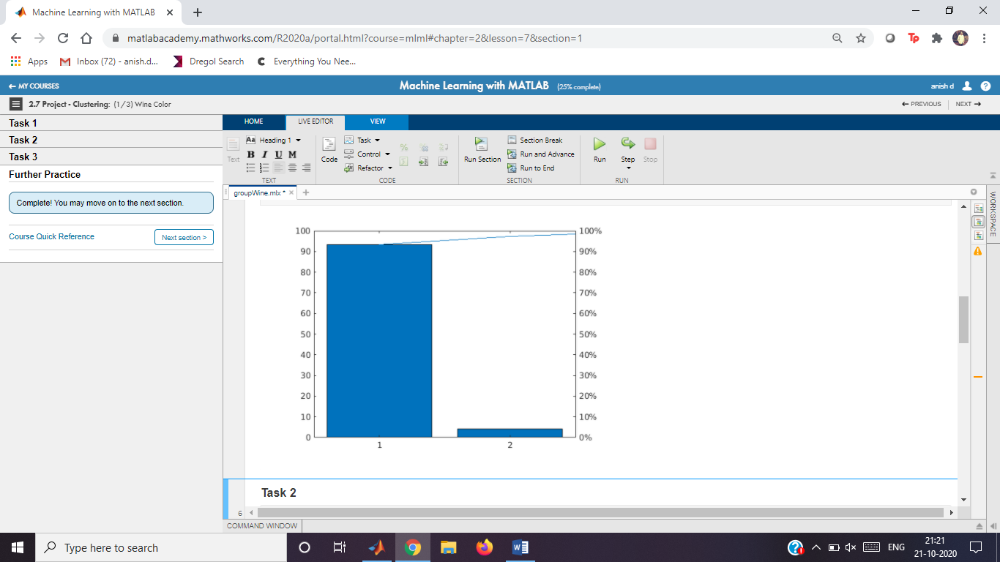 Machine Learning with MATLAB
matlabacademy.mathworks.com/R2020a/portal.html?course=mlml#chapter=2&lesson=7&section=1
Apps Inbox (72) - anish.d... Dregol Search Everything You Nee...
MY COURSES Machine Learning with MATLAB (25% complete) anish d
2.7 Project - Clustering: (1/3) Wine Color PREVIOUS NEXT
Task 1
Task 2
Task 3
Further Practice
Complete! You may move on to the next section.
Course Quick Reference Next section >
HOME LIVE EDITOR VIEW
Text
Aa Heading 1
B I U M
TEXT
Code
Task
Control
Refactor
CODE
Run Section
Section Break
Run and Advance
Run to End
SECTION
Run Step Stop
RUN
groupWine.mlx *
WORKSPACE
100 100%
90 90%
80 80%
70 70%
60 60%
50 50%
40 40%
30 30%
20 20%
10 10%
0 0%
1 2
Task 2
6
COMMAND WINDOW
Type here to search
ENG
21:21
21-10-2020